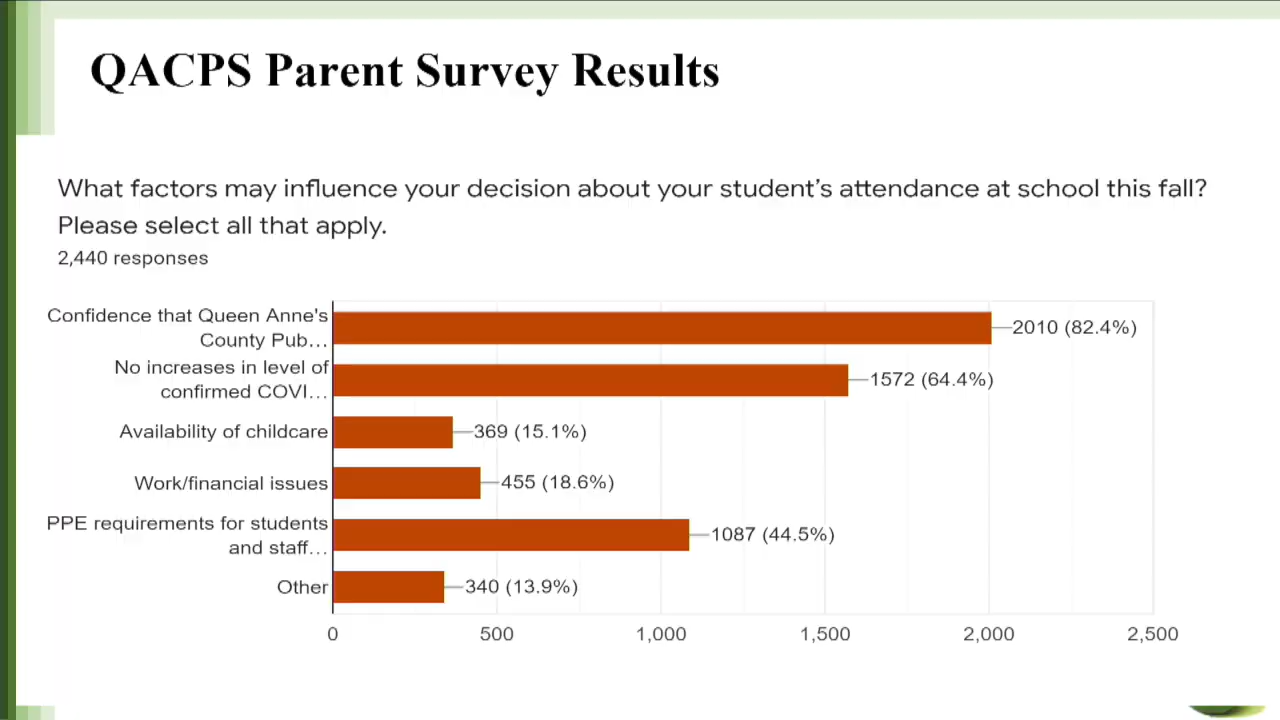 QACPS Parent Survey Results
What factors may influence your decision about your student's attendance at school this fall?
Please select all that apply.
2,440 responses
Confidence that Queen Anne's
County Pub...
2010 (82.4%)
No increases in level of
confirmed COVI...
1572 (64.4%)
Availability of childcare
369 (15.1%)
Work/financial issues
455 (18.6%)
PPE requirements for students
and staff...
1087 (44.5%)
Other
340 (13.9%)
0 500 1,000 1,500 2,000 2,500